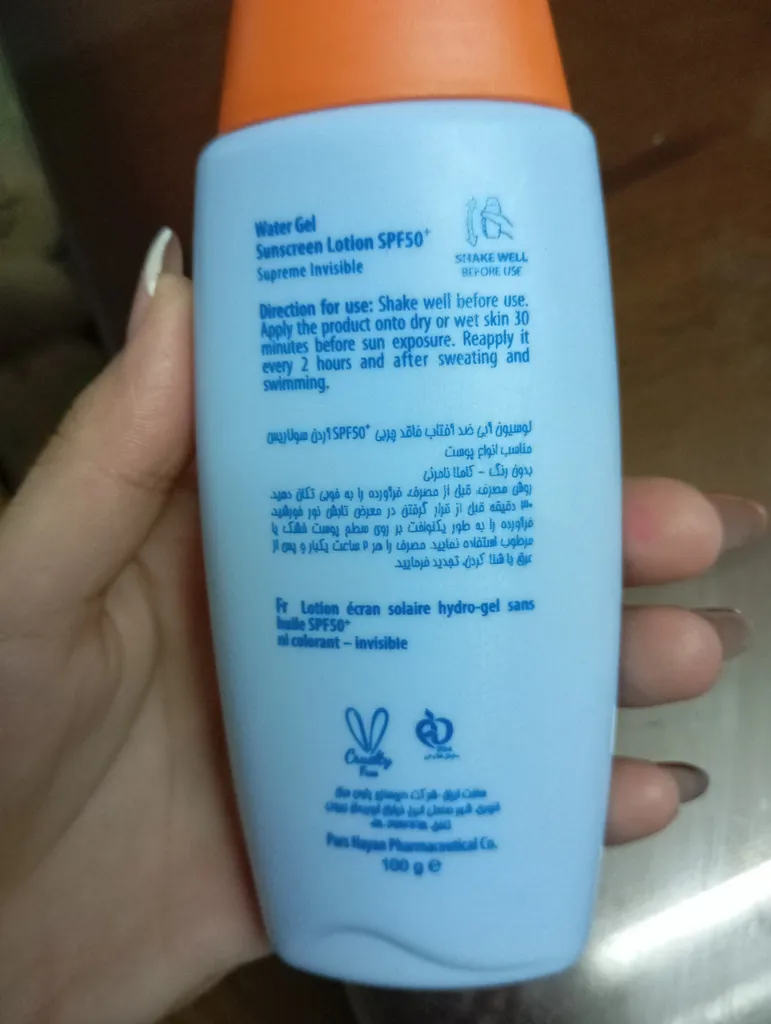 Water Gel
Sunscreen Lotion SPF50+
Supreme Invisible
SHAKE WELL
BEFORE USE
Direction for use: Shake well before use.
Apply the product onto dry or wet skin 30
minutes before sun exposure. Reapply it
every 2 hours and after sweating and
swimming.
لوسیون آبی ضد آفتاب فاقد چربی SPF50+ آردن سولاریس
مناسب انواع پوست
بدون رنگ – کاملا نامرئی
روش مصرف: قبل از مصرف، فرآورده را به خوبی تکان دهید.
۳۰ دقیقه قبل از قرار گرفتن در معرض تابش نور خورشید
فرآورده را به طور یکنواخت بر روی سطح پوست خشک یا
مرطوب استفاده نمایید. مصرف را هر ۲ ساعت یکبار و پس از
عرق یا شنا کردن، تجدید فرمایید.
Fr Lotion écran solaire hydro-gel sans
huile SPF50+
ni colorant – invisible
Cruelty
Free
ساخت ایران، شرکت
Pars Hayan Pharmaceutical Co.
100 g e